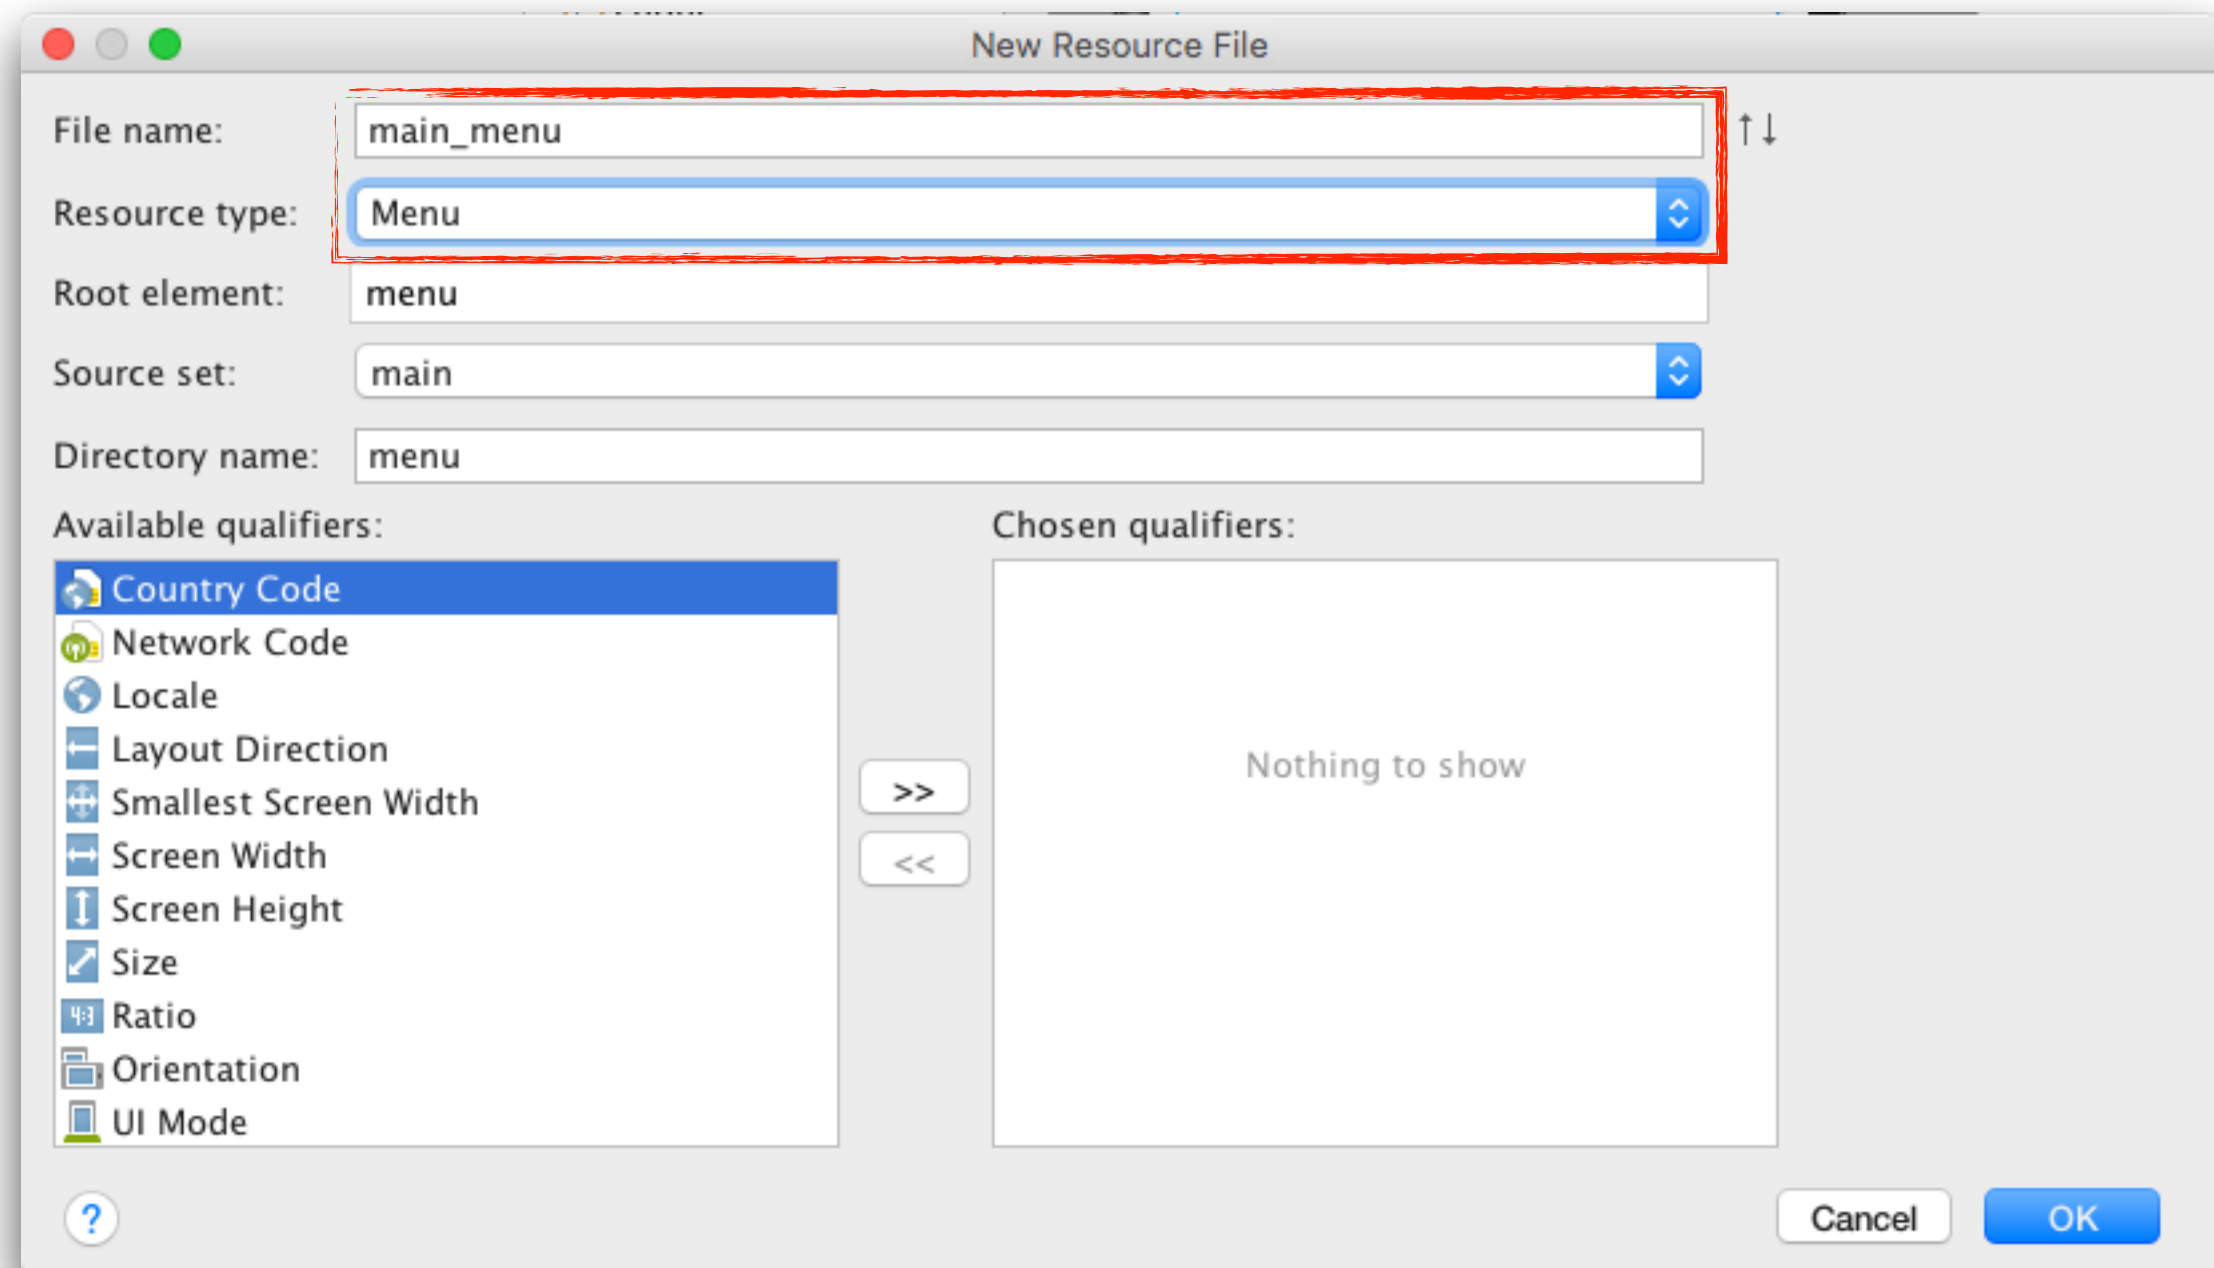 New Resource File
File name: main_menu ↑↓
Resource type: Menu
Root element: menu
Source set: main
Directory name: menu
Available qualifiers: Chosen qualifiers:
Country Code
Network Code
Locale
Layout Direction
Smallest Screen Width
Screen Width
Screen Height
Size
4:3 Ratio
Orientation
UI Mode
>>
<<
Nothing to show
?
Cancel OK